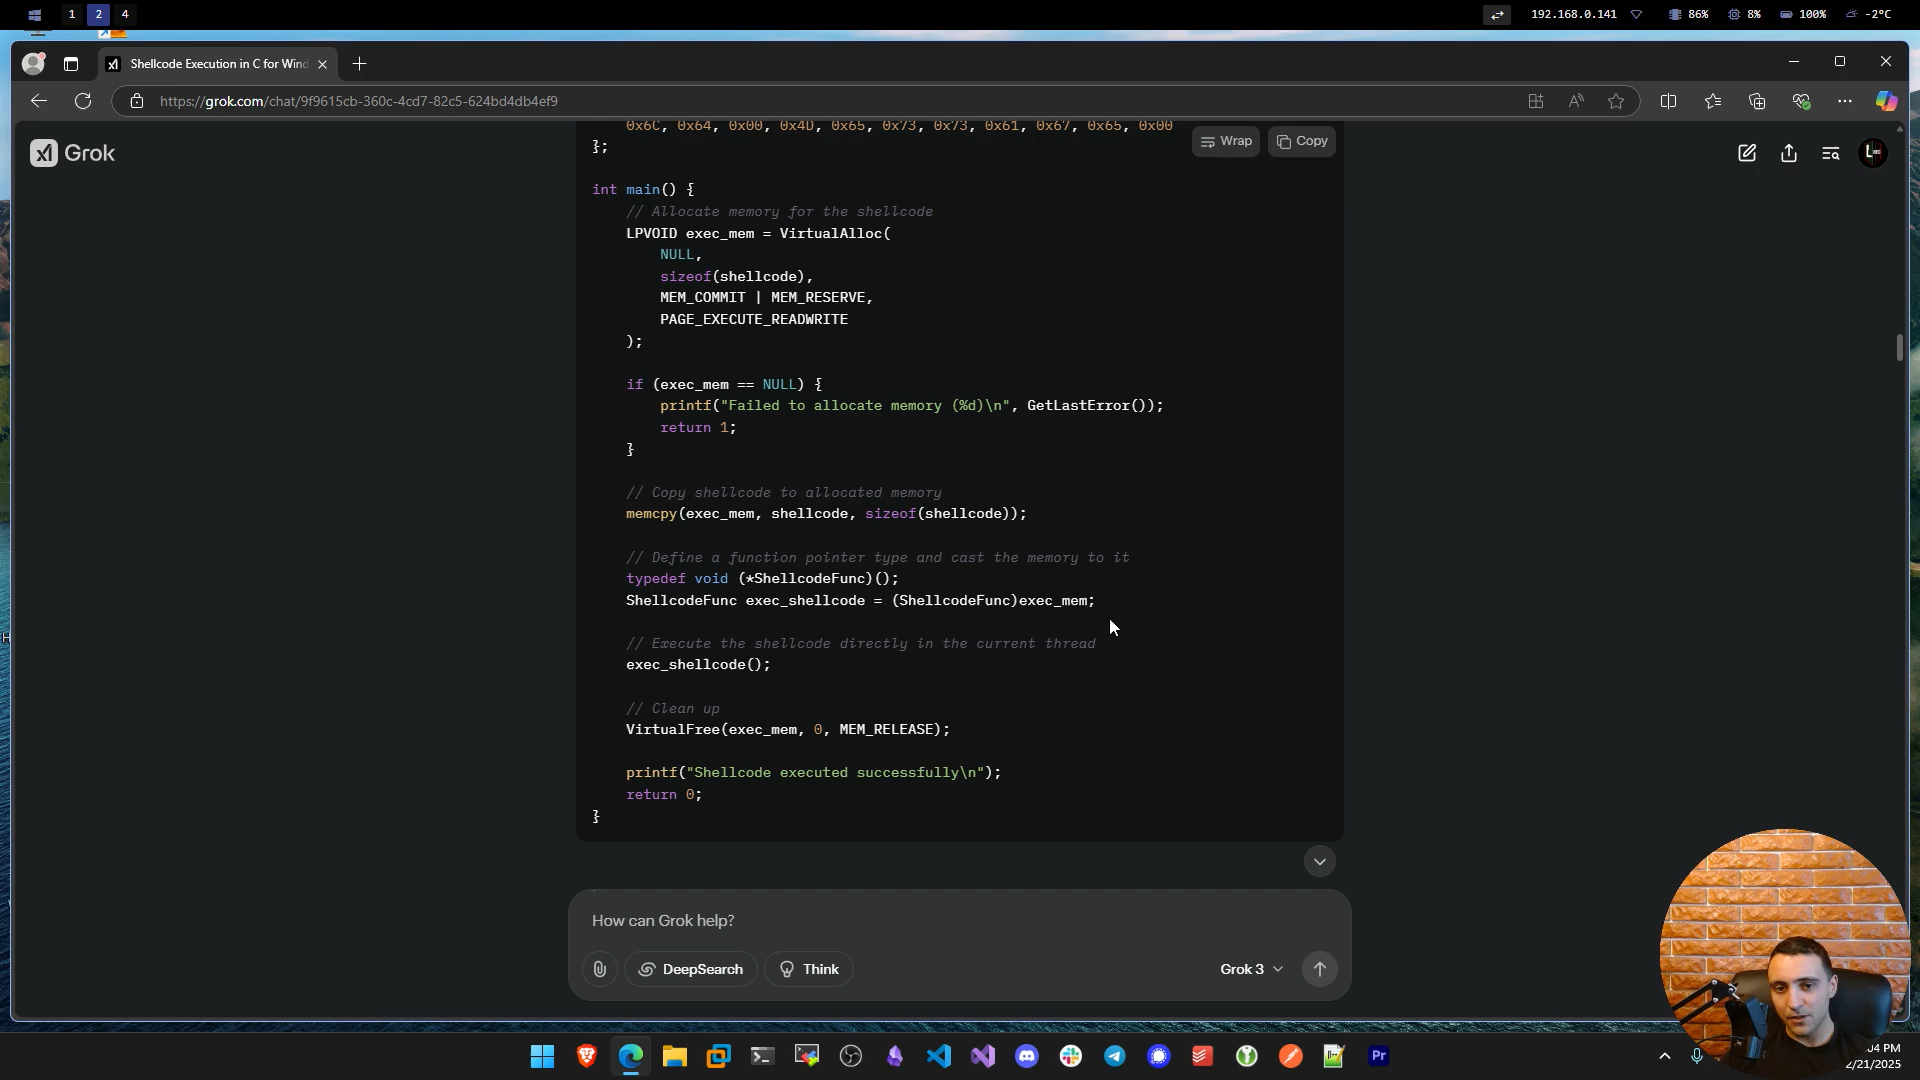 1 2 4
192.168.0.141 86% 8% 100% -2°C
Shellcode Execution in C for Wind
https://grok.com/chat/9f9615cb-360c-4cd7-82c5-624bd4db4ef9
Grok
Wrap Copy
0x6C, 0x64, 0x00, 0x4D, 0x65, 0x73, 0x73, 0x61, 0x67, 0x65, 0x00
};
int main() {
// Allocate memory for the shellcode
LPVOID exec_mem = VirtualAlloc(
NULL,
sizeof(shellcode),
MEM_COMMIT | MEM_RESERVE,
PAGE_EXECUTE_READWRITE
);
if (exec_mem == NULL) {
printf("Failed to allocate memory (%d)\n", GetLastError());
return 1;
}
// Copy shellcode to allocated memory
memcpy(exec_mem, shellcode, sizeof(shellcode));
// Define a function pointer type and cast the memory to it
typedef void (*ShellcodeFunc)();
ShellcodeFunc exec_shellcode = (ShellcodeFunc)exec_mem;
// Execute the shellcode directly in the current thread
exec_shellcode();
// Clean up
VirtualFree(exec_mem, 0, MEM_RELEASE);
printf("Shellcode executed successfully\n");
return 0;
}
How can Grok help?
DeepSearch Think Grok 3
Pr
:04 PM
2/21/2025